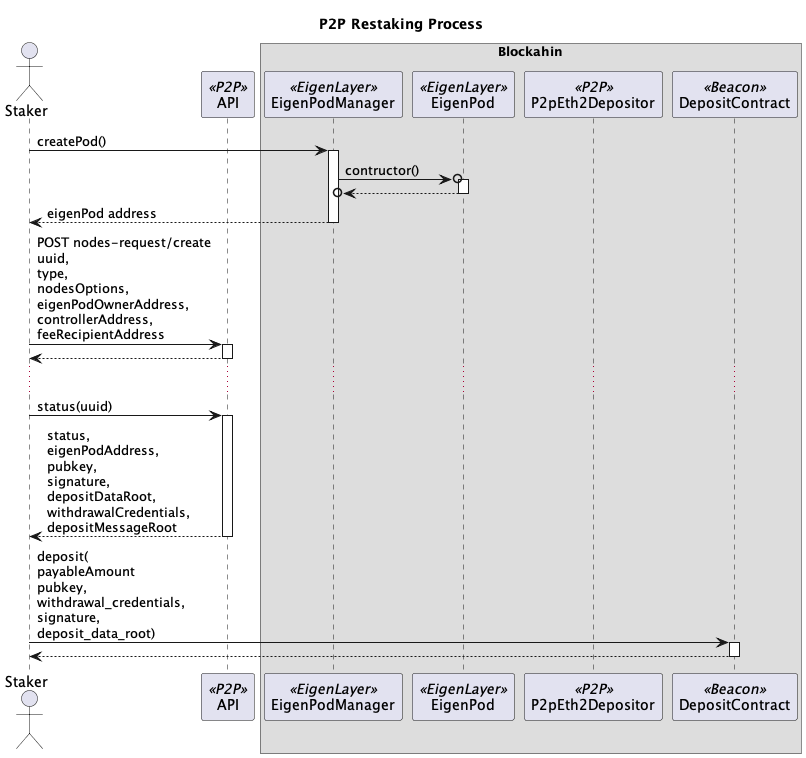 P2P Restaking Process
Blockahin
Staker
«P2P»
API
«EigenLayer»
EigenPodManager
«EigenLayer»
EigenPod
«P2P»
P2pEth2Depositor
«Beacon»
DepositContract
createPod()
contructor()
eigenPod address
POST nodes-request/create
uuid,
type,
nodesOptions,
eigenPodOwnerAddress,
controllerAddress,
feeRecipientAddress
status(uuid)
status,
eigenPodAddress,
pubkey,
signature,
depositDataRoot,
withdrawalCredentials,
depositMessageRoot
deposit(
payableAmount
pubkey,
withdrawal_credentials,
signature,
deposit_data_root)
Staker
«P2P»
API
«EigenLayer»
EigenPodManager
«EigenLayer»
EigenPod
«P2P»
P2pEth2Depositor
«Beacon»
DepositContract